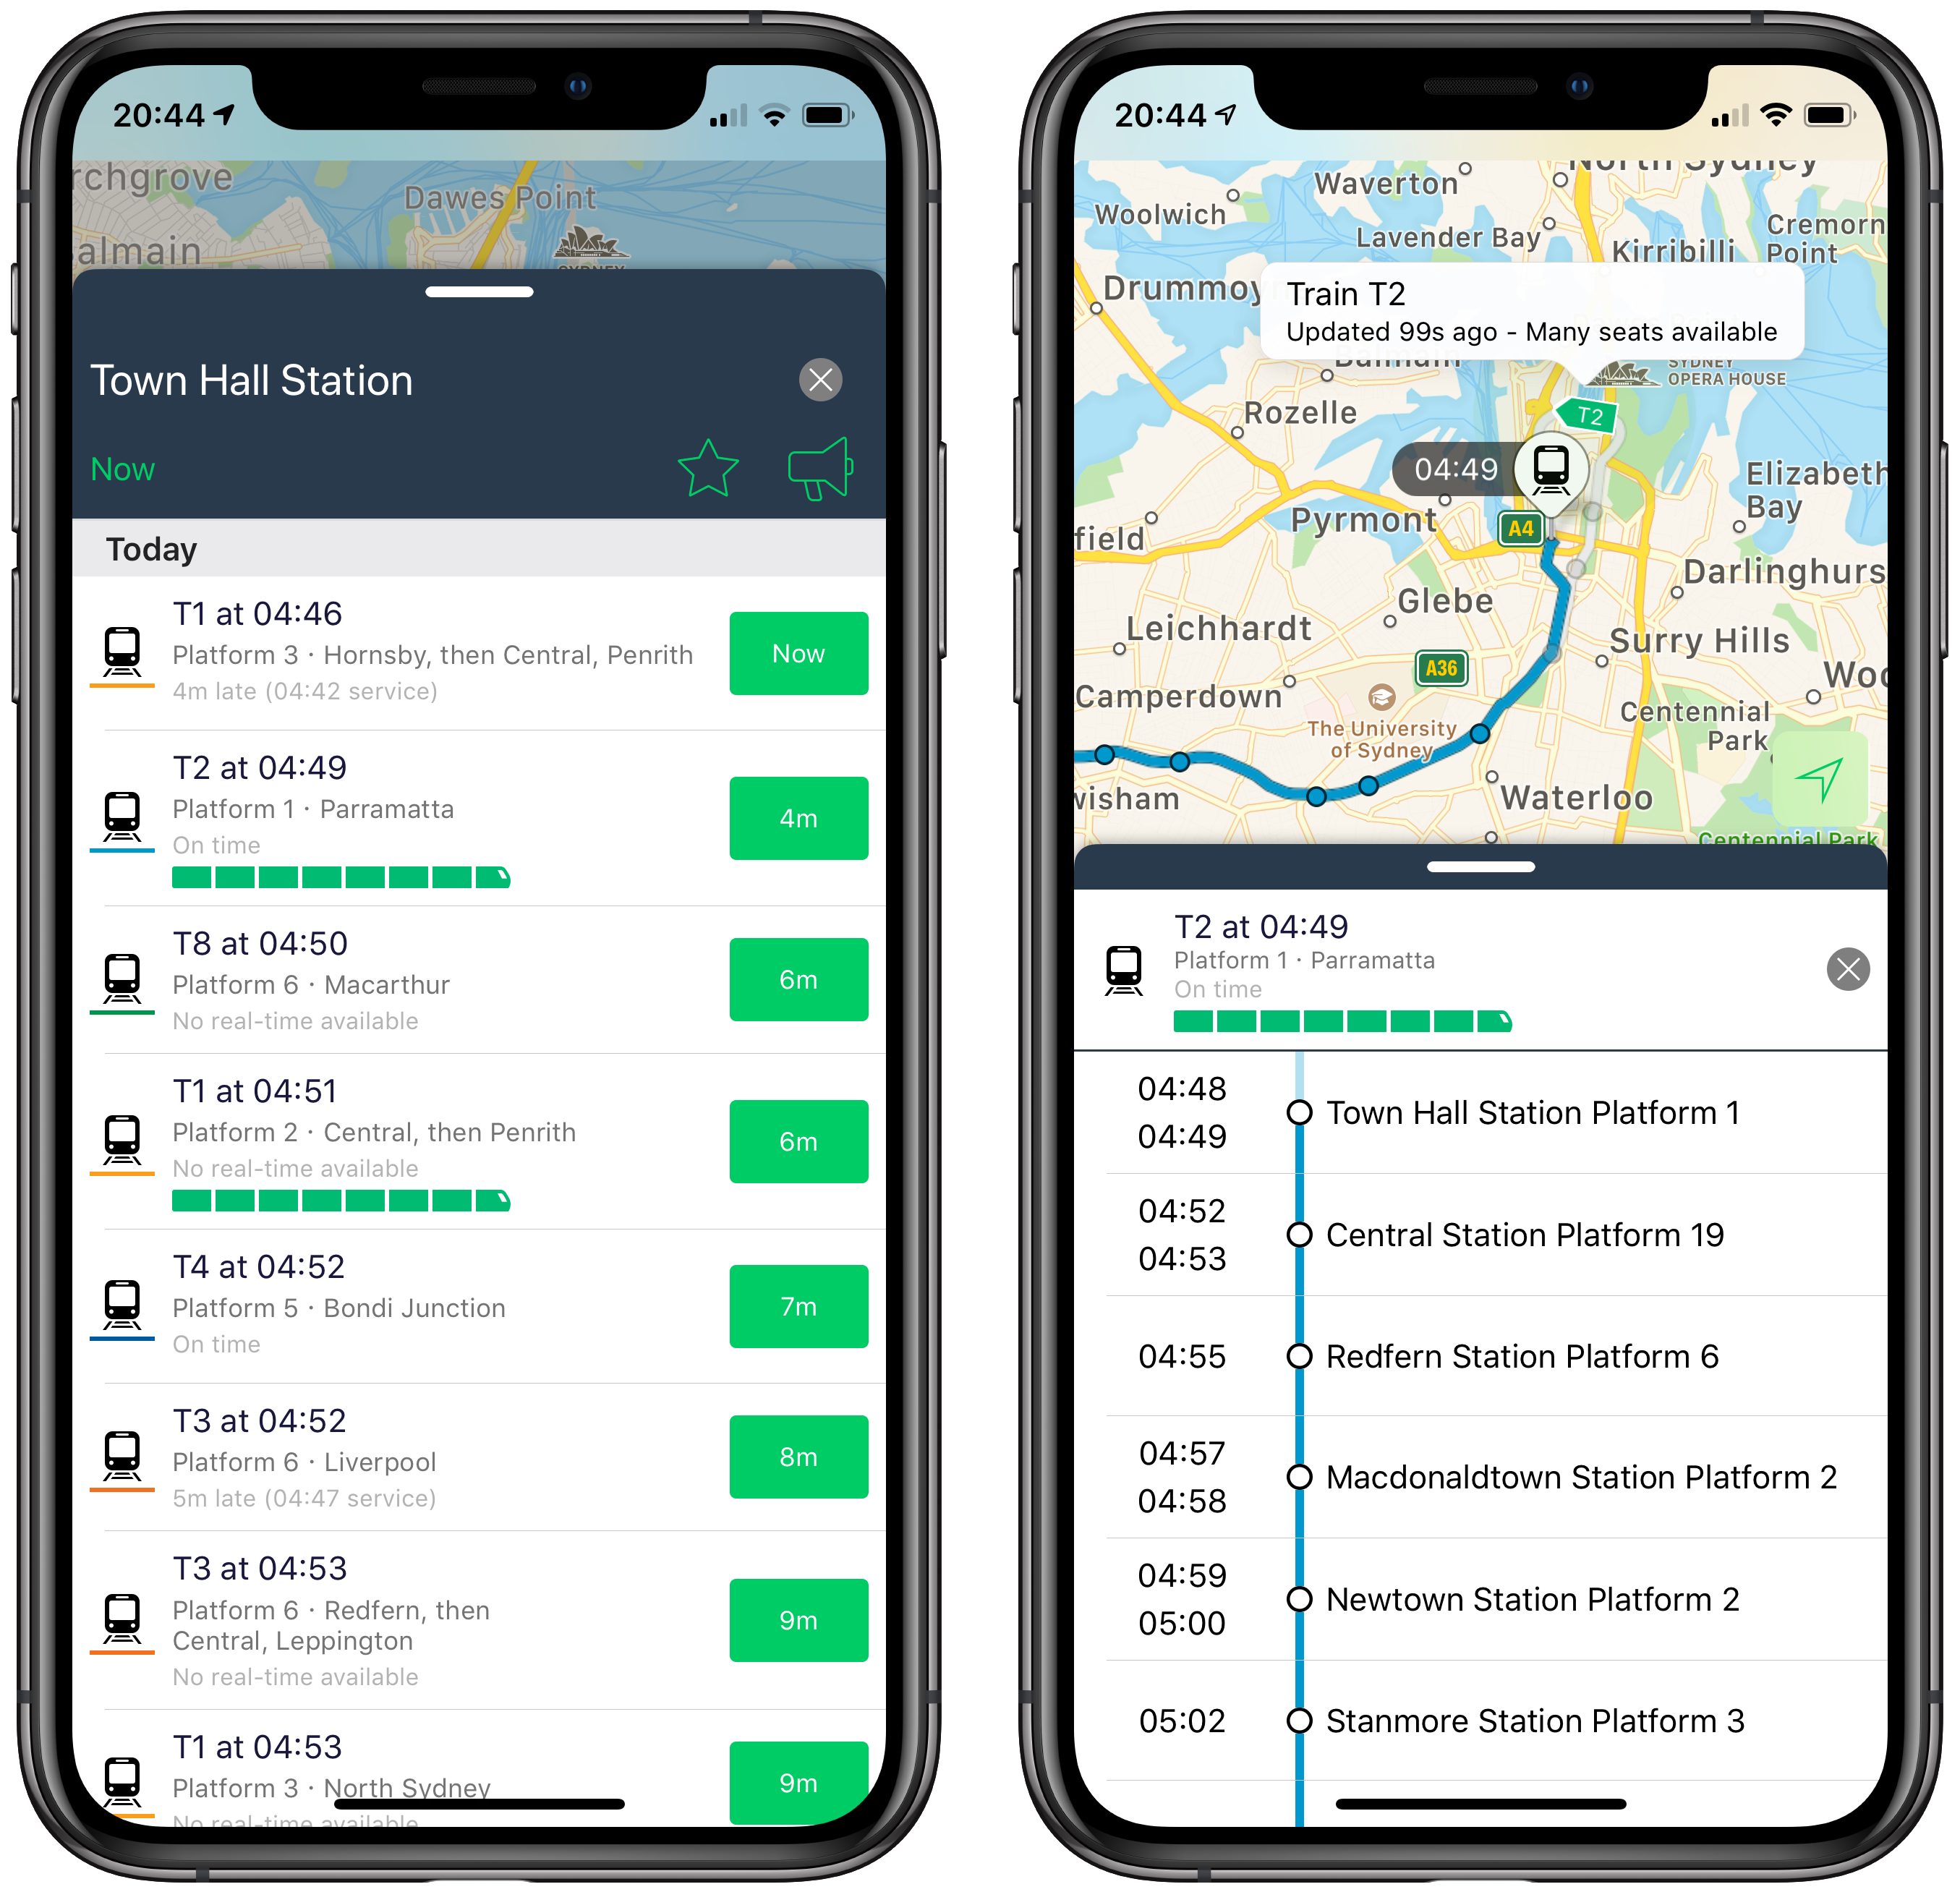 20:44
rchgrove
Dawes Point
almain
Town Hall Station
Now
Today
T1 at 04:46
Platform 3 · Hornsby, then Central, Penrith
4m late (04:42 service)
Now
T2 at 04:49
Platform 1 · Parramatta
On time
4m
T8 at 04:50
Platform 6 · Macarthur
No real-time available
6m
T1 at 04:51
Platform 2 · Central, then Penrith
No real-time available
6m
T4 at 04:52
Platform 5 · Bondi Junction
On time
7m
T3 at 04:52
Platform 6 · Liverpool
5m late (04:47 service)
8m
T3 at 04:53
Platform 6 · Redfern, then
Central, Leppington
No real-time available
9m
T1 at 04:53
Platform 3 · North Sydney
No real-time available
9m
20:44
North Sydney
Waverton
Woolwich
Cremorn
Point
Lavender Bay
Kirribilli
Drummoy
Train T2
Updated 99s ago - Many seats available
SYDNEY
OPERA HOUSE
Rozelle
T2
04:49
Elizabeth
Bay
Pyrmont
A4
field
Darlinghurs
Glebe
Leichhardt
Surry Hills
A36
Camperdown
Woo
The University
of Sydney
Centennial
Park
wisham
Waterloo
Centennial Park
T2 at 04:49
Platform 1 · Parramatta
On time
04:48
04:49
Town Hall Station Platform 1
04:52
04:53
Central Station Platform 19
04:55
Redfern Station Platform 6
04:57
04:58
Macdonaldtown Station Platform 2
04:59
05:00
Newtown Station Platform 2
05:02
Stanmore Station Platform 3